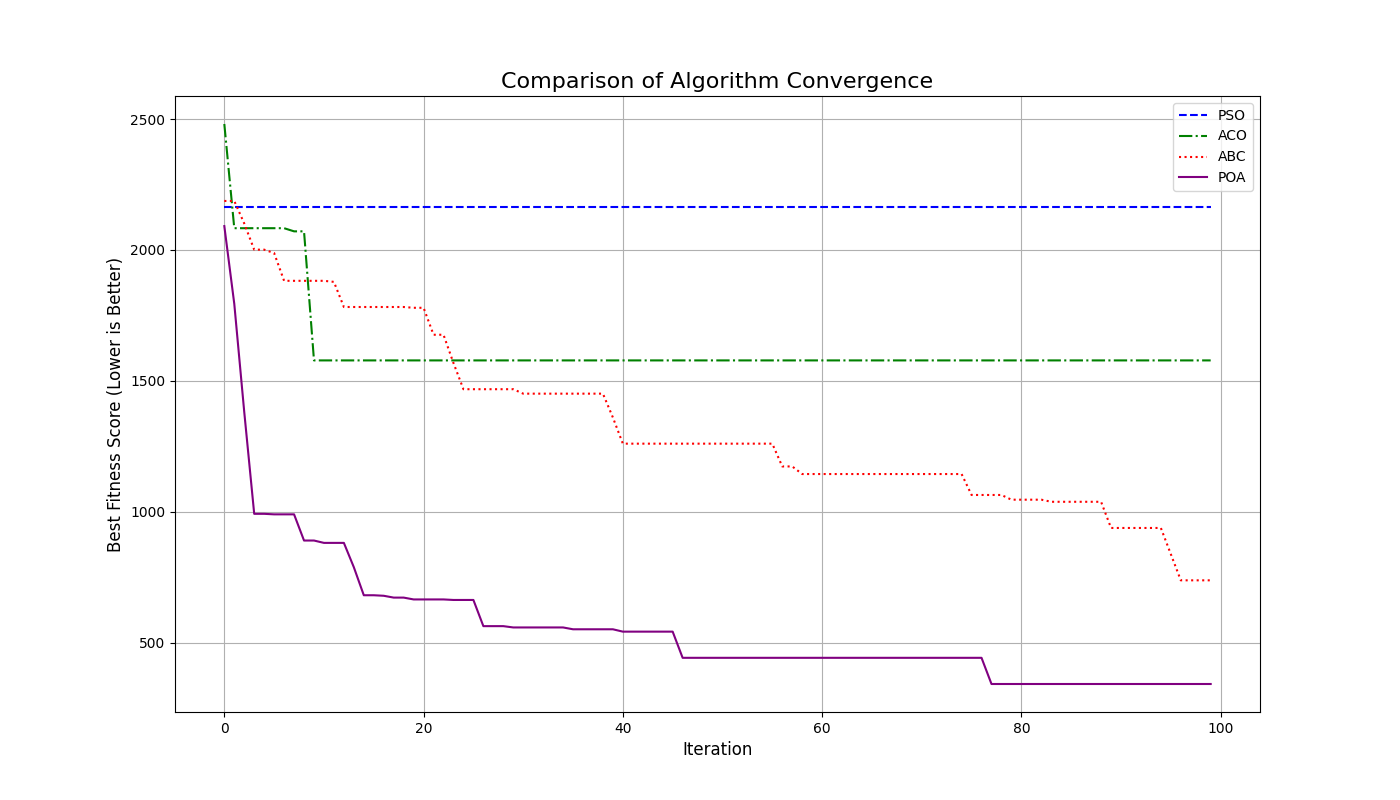 Comparison of Algorithm Convergence
PSO
ACO
ABC
POA
Best Fitness Score (Lower is Better)
2500
2000
1500
1000
500
0 20 40 60 80 100
Iteration